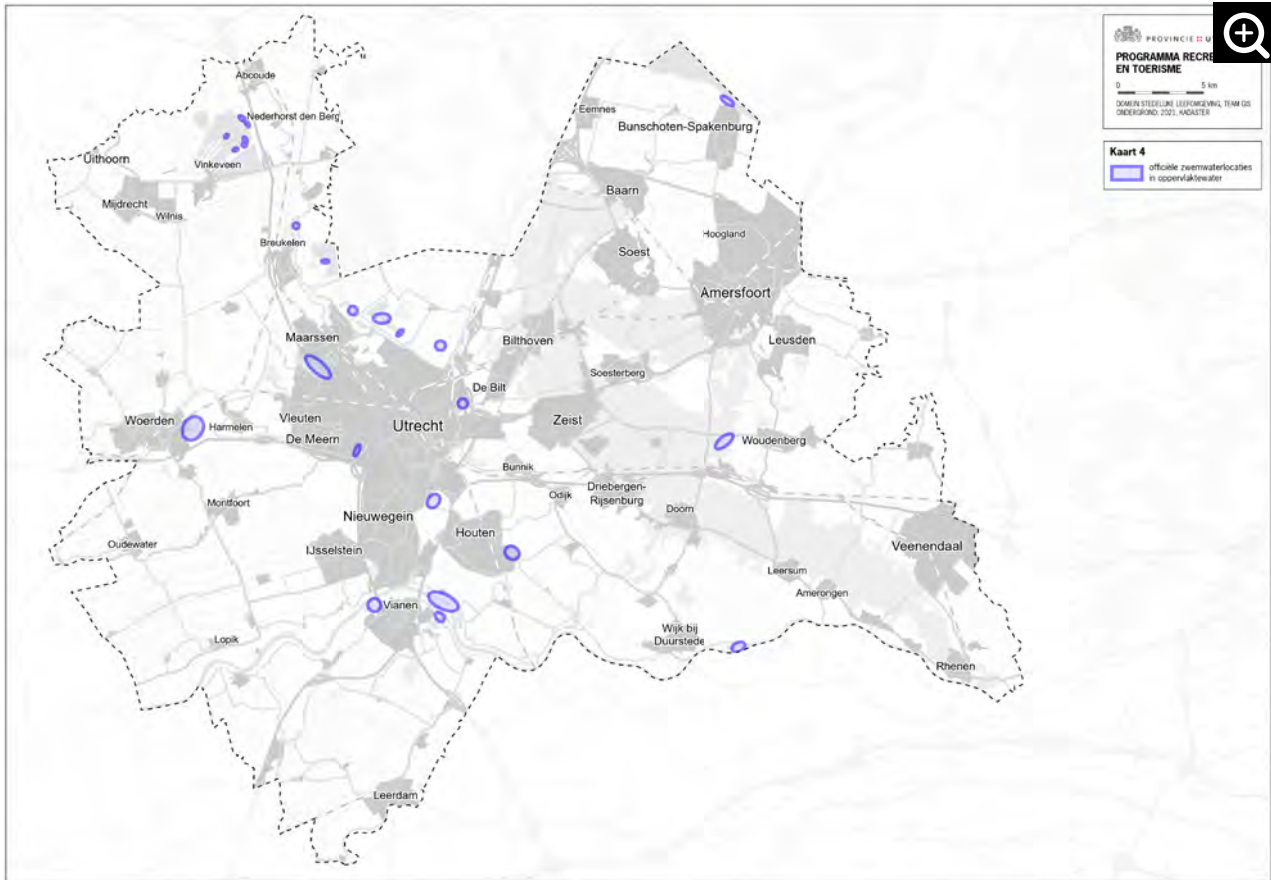 PROVINCIE
PROGRAMMA
EN TOERISME
0 5 km
DOMEIN STEDELIJKE LEEFOMGEVING, TEAM GIS
ONDERGROND: 2021, KADASTER
Kaart 4
officiële zwemwaterlocaties
in oppervlaktewater
Abcoude
Nederhorst den Berg
Eemnes
Bunschoten-Spakenburg
Uithoorn
Vinkeveen
Baarn
Mijdrecht
Wilnis
Hoogland
Breukelen
Soest
Amersfoort
Maarssen
Bilthoven
Leusden
Soesterberg
De Bilt
Woerden
Harmelen
Vleuten
Utrecht
Zeist
De Meern
Woudenberg
Bunnik
Driebergen-
Rijsenburg
Odijk
Montfoort
Nieuwegein
Doorn
Houten
Oudewater
IJsselstein
Veenendaal
Leersum
Amerongen
Vianen
Lopik
Wijk bij
Duurstede
Rhenen
Leerdam